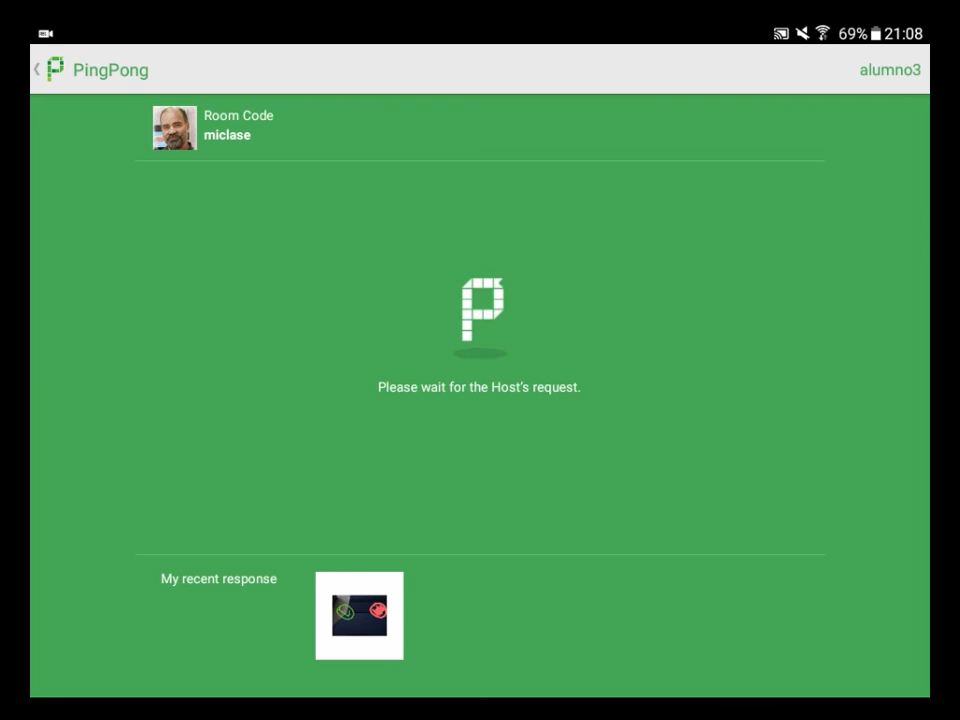 69% 21:08
PingPong
alumno3
Room Code
miclase
Please wait for the Host's request.
My recent response